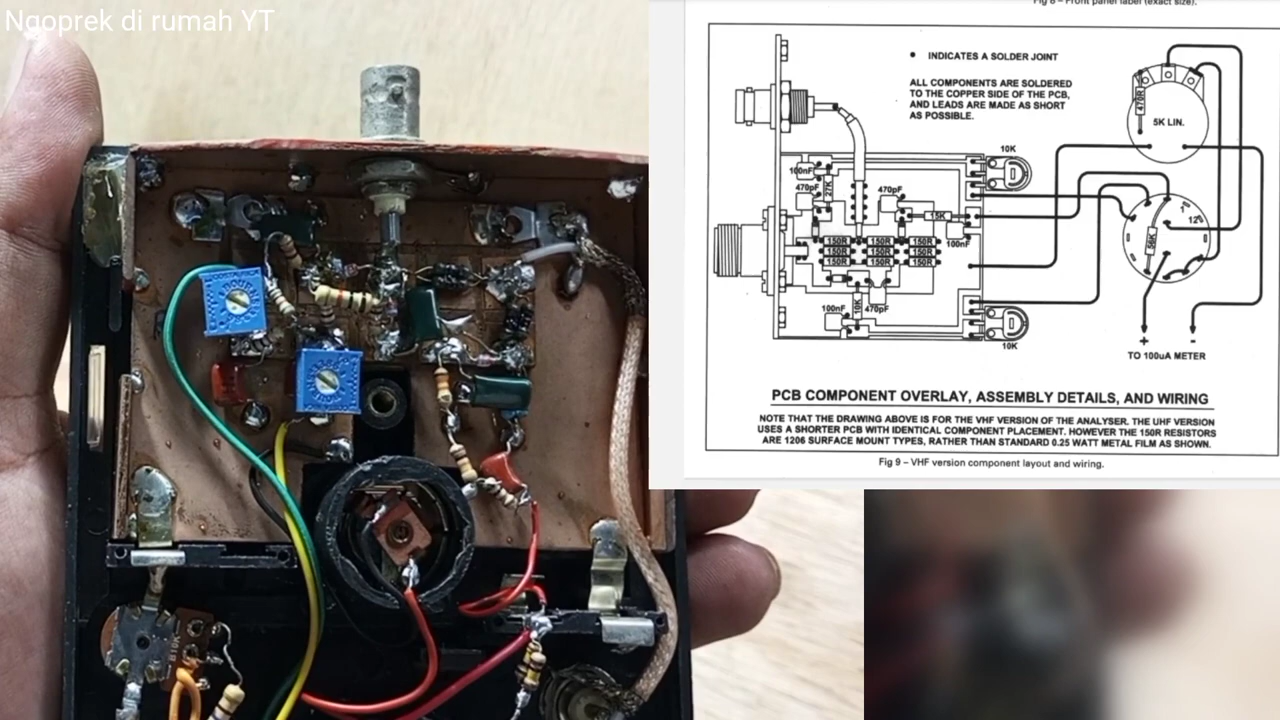 Ngoprek di rumah YT
Fig 8 – Front panel label (exact size).
INDICATES A SOLDER JOINT
ALL COMPONENTS ARE SOLDERED
TO THE COPPER SIDE OF THE PCB,
AND LEADS ARE MADE AS SHORT
AS POSSIBLE.
470R
5K LIN.
10K
100nF
27K
470pF
470pF
15K
12
100nF
56K
150R 150R 150R
150R 150R 150R
150R 150R 150R
100nF
10K
470pF
10K
+ -
TO 100uA METER
PCB COMPONENT OVERLAY, ASSEMBLY DETAILS, AND WIRING
NOTE THAT THE DRAWING ABOVE IS FOR THE VHF VERSION OF THE ANALYSER. THE UHF VERSION
USES A SHORTER PCB WITH IDENTICAL COMPONENT PLACEMENT. HOWEVER THE 150R RESISTORS
ARE 1206 SURFACE MOUNT TYPES, RATHER THAN STANDARD 0.25 WATT METAL FILM AS SHOWN.
Fig 9 – VHF version component layout and wiring.
B10K